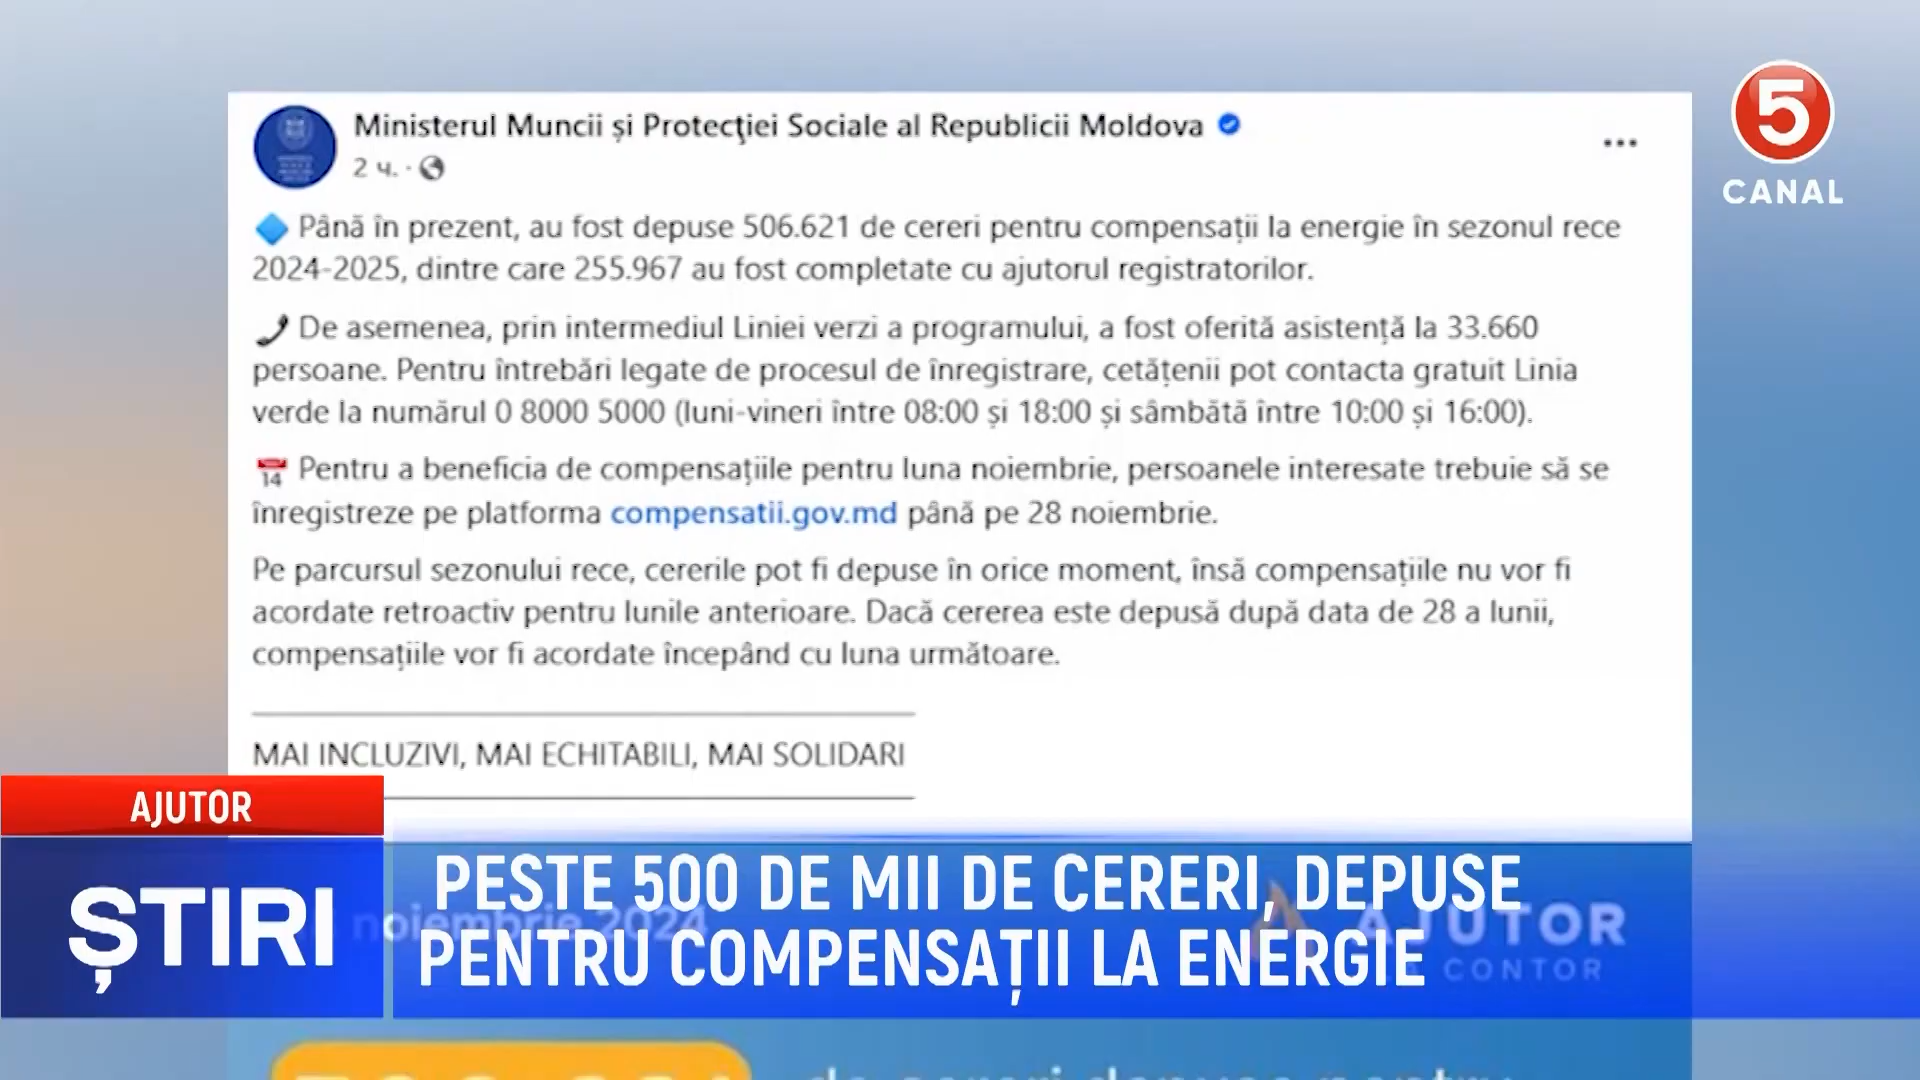 5
CANAL
Ministerul Muncii și Protecţiei Sociale al Republicii Moldova
2 ч. ·
Până în prezent, au fost depuse 506.621 de cereri pentru compensații la energie în sezonul rece
2024-2025, dintre care 255.967 au fost completate cu ajutorul registratorilor.
De asemenea, prin intermediul Liniei verzi a programului, a fost oferită asistență la 33.660
persoane. Pentru întrebări legate de procesul de înregistrare, cetățenii pot contacta gratuit Linia
verde la numărul 0 8000 5000 (luni-vineri între 08:00 și 18:00 și sâmbătă între 10:00 și 16:00).
14 Pentru a beneficia de compensațiile pentru luna noiembrie, persoanele interesate trebuie să se
înregistreze pe platforma compensatii.gov.md până pe 28 noiembrie.
Pe parcursul sezonului rece, cererile pot fi depuse în orice moment, însă compensațiile nu vor fi
acordate retroactiv pentru lunile anterioare. Dacă cererea este depusă după data de 28 a lunii,
compensațiile vor fi acordate începând cu luna următoare.
MAI INCLUZIVI, MAI ECHITABILI, MAI SOLIDARI
AJUTOR
ȘTIRI
PESTE 500 DE MII DE CERERI, DEPUSE
PENTRU COMPENSAȚII LA ENERGIE
noiembrie 2024
AJUTOR
CONTOR
de cereri depuse pentru